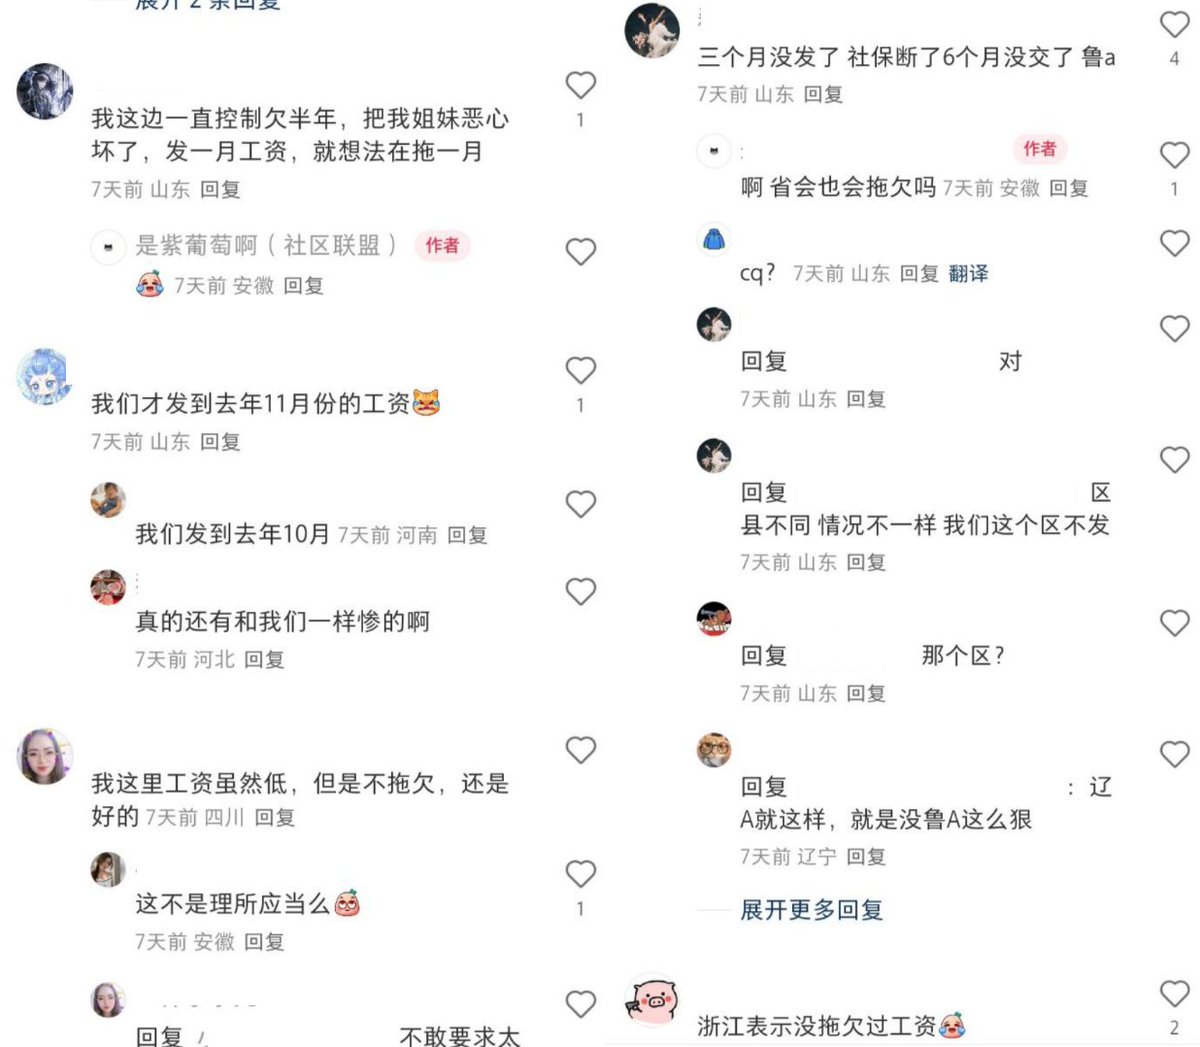 展开 2 条回复
我这边一直控制欠半年，把我姐妹恶心
坏了，发一月工资，就想法在拖一月
1
7天前 山东 回复
是紫葡萄啊（社区联盟） 作者
7天前 安徽 回复
我们才发到去年11月份的工资
1
7天前 山东 回复
我们发到去年10月 7天前 河南 回复
真的还有和我们一样惨的啊
7天前 河北 回复
我这里工资虽然低，但是不拖欠，还是
好的 7天前 四川 回复
这不是理所应当么
1
7天前 安徽 回复
回复 不敢要求太
三个月没发了 社保断了6个月没交了 鲁a
4
7天前 山东 回复
作者
啊 省会也会拖欠吗 7天前 安徽 回复
1
cq? 7天前 山东 回复 翻译
回复 对
7天前 山东 回复
回复 区
县不同 情况不一样 我们这个区不发
7天前 山东 回复
回复 那个区?
7天前 山东 回复
回复 ：辽
A就这样，就是没鲁A这么狠
7天前 辽宁 回复
展开更多回复
浙江表示没拖欠过工资
2